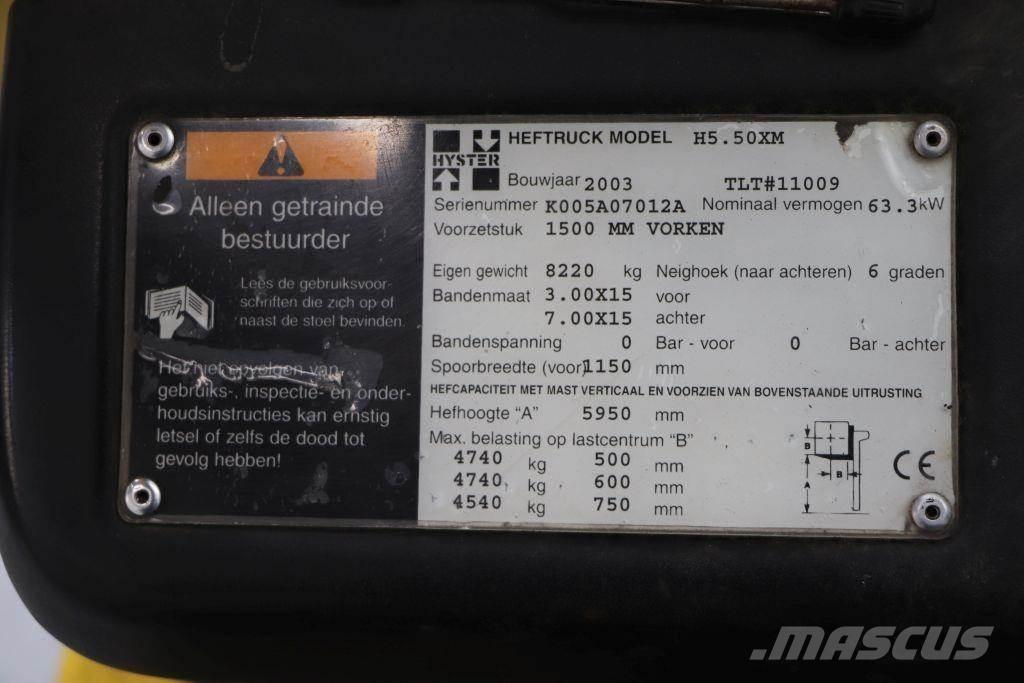 Alleen getrainde
bestuurder
Lees de gebruiksvoor-
schriften die zich op of
naast de stoel bevinden.
Het niet opvolgen van
gebruiks-, inspectie- en onder-
houdsinstructies kan ernstig
letsel of zelfs de dood tot
gevolg hebben!
HYSTER
HEFTRUCK MODEL H5.50XM
Bouwjaar 2003 TLT#11009
Serienummer K005A07012A Nominaal vermogen 63.3 kW
Voorzetstuk 1500 MM VORKEN
Eigen gewicht 8220 kg Neighoek (naar achteren) 6 graden
Bandenmaat 3.00X15 voor
7.00X15 achter
Bandenspanning 0 Bar - voor 0 Bar - achter
Spoorbreedte (voor) 1150 mm
HEFCAPACITEIT MET MAST VERTICAAL EN VOORZIEN VAN BOVENSTAANDE UITRUSTING
Hefhoogte "A" 5950 mm
Max. belasting op lastcentrum "B"
4740 kg 500 mm
4740 kg 600 mm
4540 kg 750 mm
B
B
A
CE
MASCUS